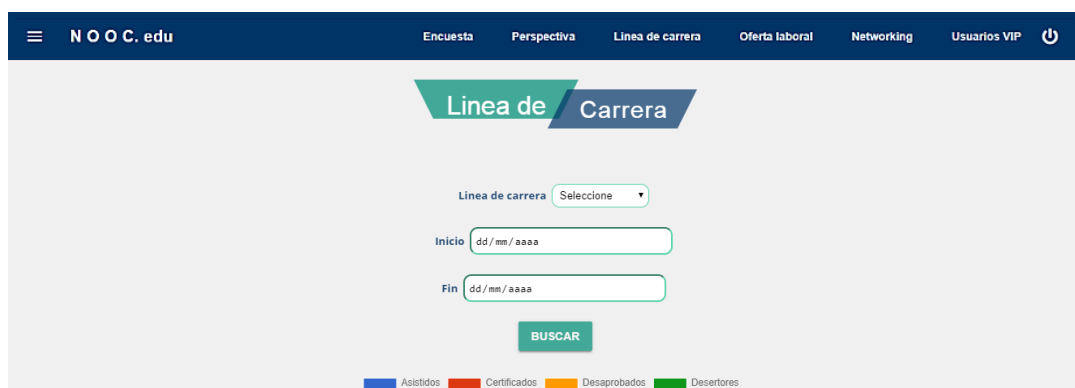 NOOC.edu Encuesta Perspectiva Linea de carrera Oferta laboral Networking Usuarios VIP
Linea de Carrera
Linea de carrera Seleccione
Inicio dd/mm/aaaa
Fin dd/mm/aaaa
BUSCAR
Asistidos Certificados Desaprobados Desertores